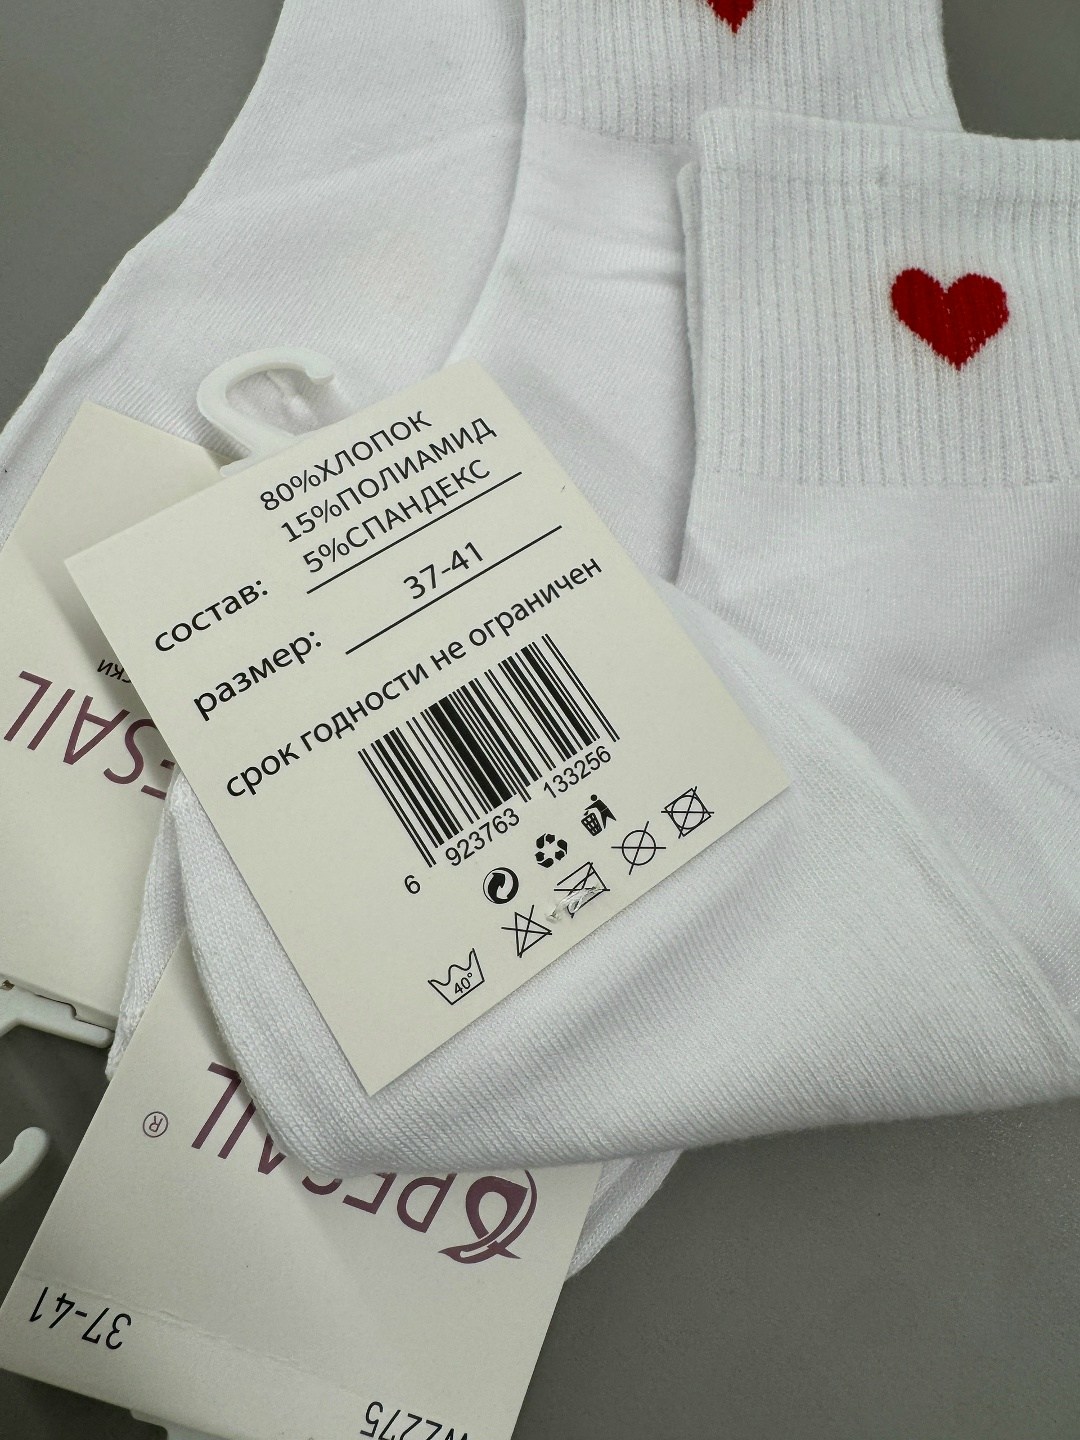 80%ХЛОПОК
15%ПОЛИАМИД
состав: 5%СПАНДЕКС
размер: 37-41
срок годности не ограничен
6 923763 133256
40°
PESAIL ®
37-41